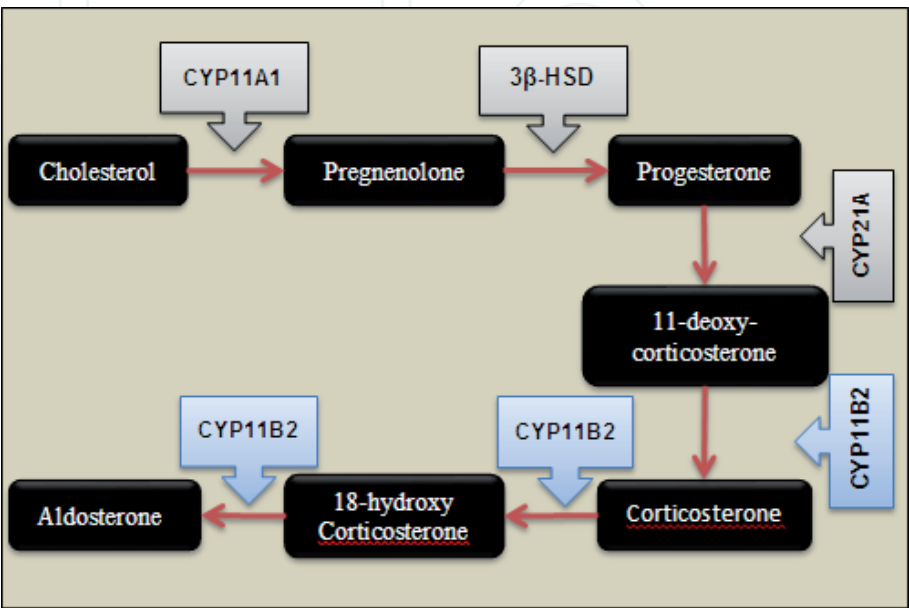 CYP11A1
3β-HSD
Cholesterol
Pregnenolone
Progesterone
CYP21A
11-deoxy-
corticosterone
CYP11B2
CYP11B2
CYP11B2
Aldosterone
18-hydroxy
Corticosterone
Corticosterone